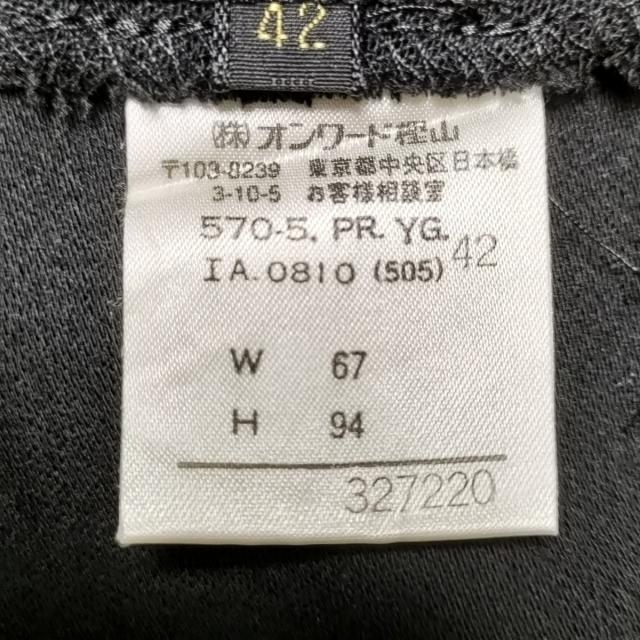 42
(株)オンワード樫山
〒103-8239 東京都中央区日本橋
3-10-5 お客様相談室
570-5. PR. YG.
IA.0810 (505) 42
W 67
H 94
327220